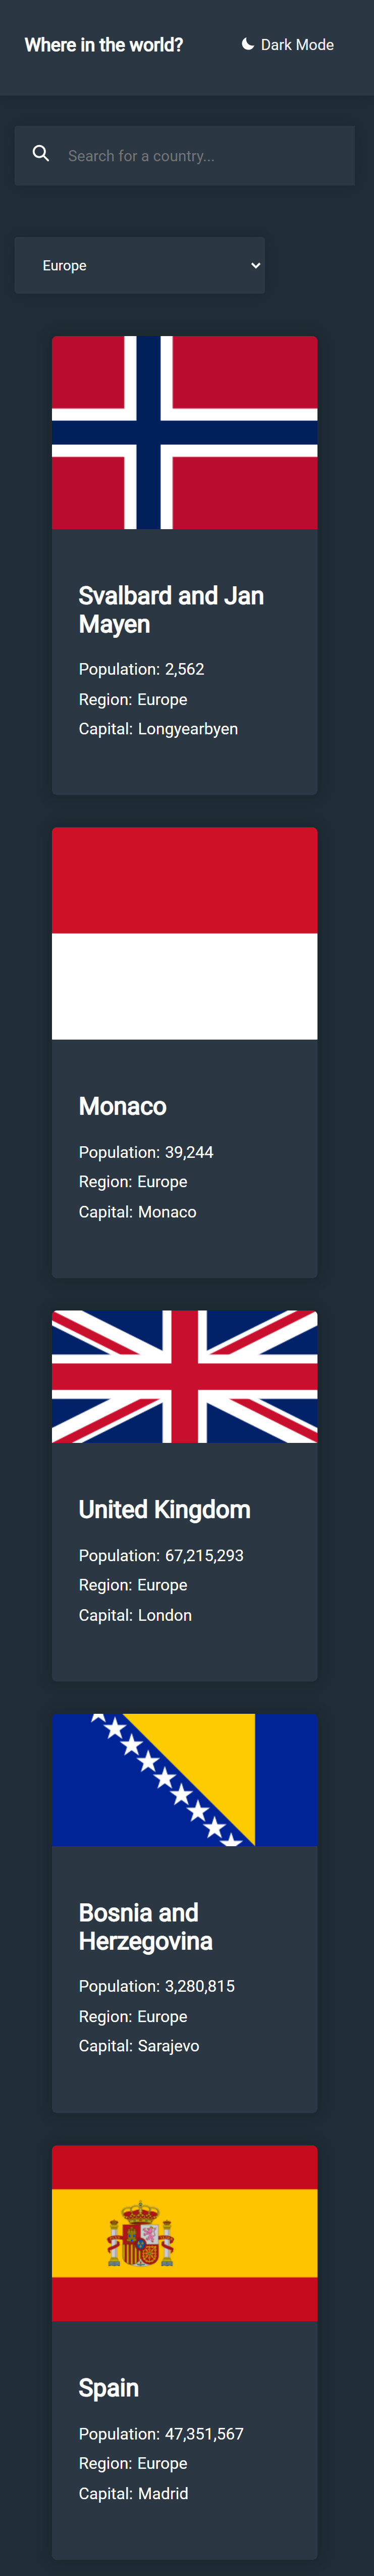 Where in the world?
Dark Mode
Search for a country...
Europe
Svalbard and Jan
Mayen
Population: 2,562
Region: Europe
Capital: Longyearbyen
Monaco
Population: 39,244
Region: Europe
Capital: Monaco
United Kingdom
Population: 67,215,293
Region: Europe
Capital: London
Bosnia and
Herzegovina
Population: 3,280,815
Region: Europe
Capital: Sarajevo
Spain
Population: 47,351,567
Region: Europe
Capital: Madrid